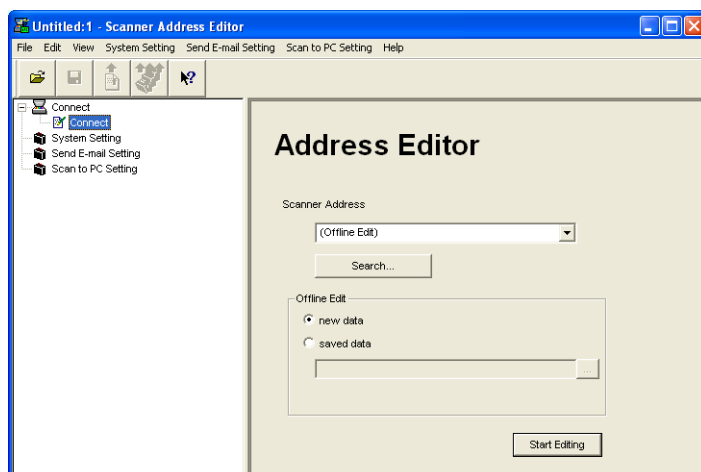 Untitled:1 - Scanner Address Editor
File Edit View System Setting Send E-mail Setting Scan to PC Setting Help
Connect
Connect
System Setting
Send E-mail Setting
Scan to PC Setting
Address Editor
Scanner Address
(Offline Edit)
Search...
Offline Edit
new data
saved data
...
Start Editing